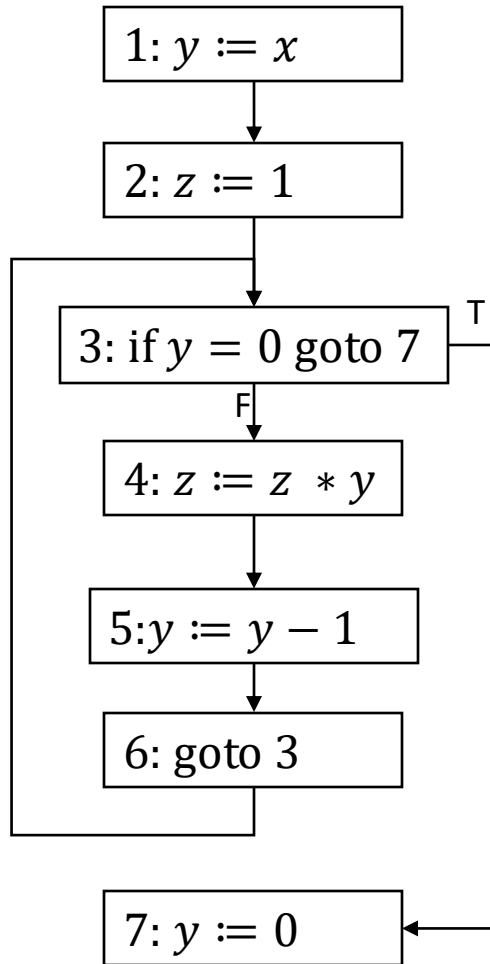 1: y := x
2: z := 1
T
3: if y = 0 goto 7
F
4: z := z * y
5:y := y − 1
6: goto 3
7: y := 0